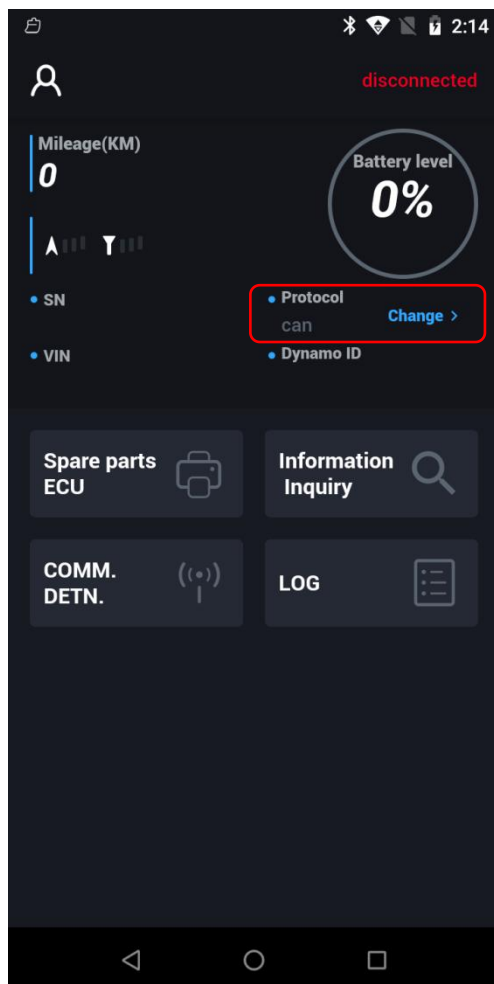 2:14
disconnected
Mileage(KM)
0
Battery level
0%
SN
Protocol
can
Change >
VIN
Dynamo ID
Spare parts
ECU
Information
Inquiry
COMM.
DETN.
LOG